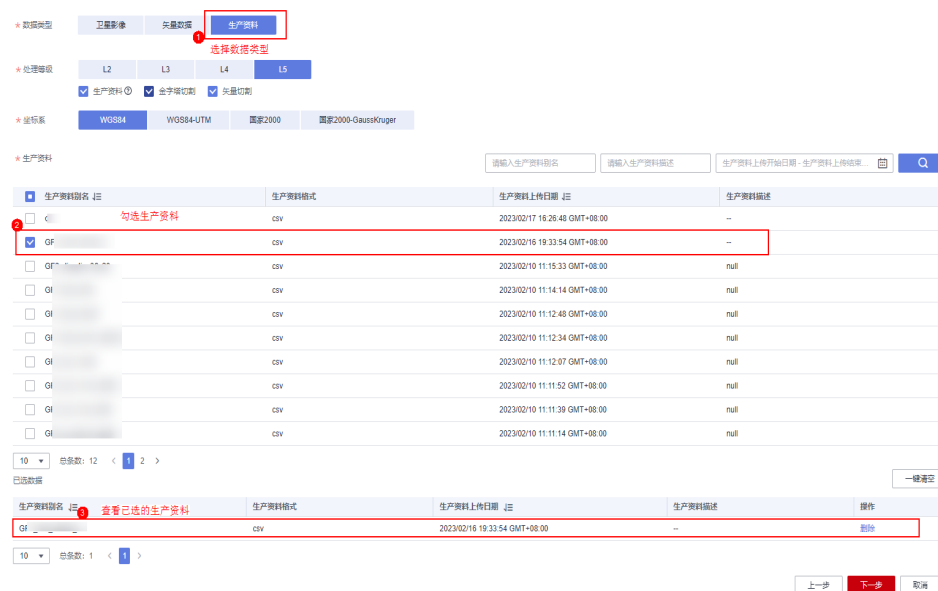 * 数据类型 卫星影像 矢量数据 生产资料
1 选择数据类型
* 处理等级 L2 L3 L4 L5
生产资料 金字塔切割 矢量切割
* 坐标系 WGS84 WGS84-UTM 国家2000 国家2000-GaussKruger
* 生产资料 请输入生产资料别名 请输入生产资料描述 生产资料上传开始日期 - 生产资料上传结束...
生产资料别名 生产资料格式 生产资料上传日期 生产资料描述
勾选生产资料 csv 2023/02/17 16:26:48 GMT+08:00 --
2
GF csv 2023/02/16 19:33:54 GMT+08:00 --
csv 2023/02/10 11:15:33 GMT+08:00 null
csv 2023/02/10 11:14:14 GMT+08:00 null
csv 2023/02/10 11:12:48 GMT+08:00 null
csv 2023/02/10 11:12:34 GMT+08:00 null
csv 2023/02/10 11:12:07 GMT+08:00 null
csv 2023/02/10 11:11:52 GMT+08:00 null
csv 2023/02/10 11:11:39 GMT+08:00 null
csv 2023/02/10 11:11:14 GMT+08:00 null
10 总条数: 12 < 1 2 >
已选数据 一键清空
生产资料别名 生产资料格式 生产资料上传日期 生产资料描述 操作
3 查看已选的生产资料
GF csv 2023/02/16 19:33:54 GMT+08:00 -- 删除
10 总条数: 1 < 1 >
上一步 下一步 取消